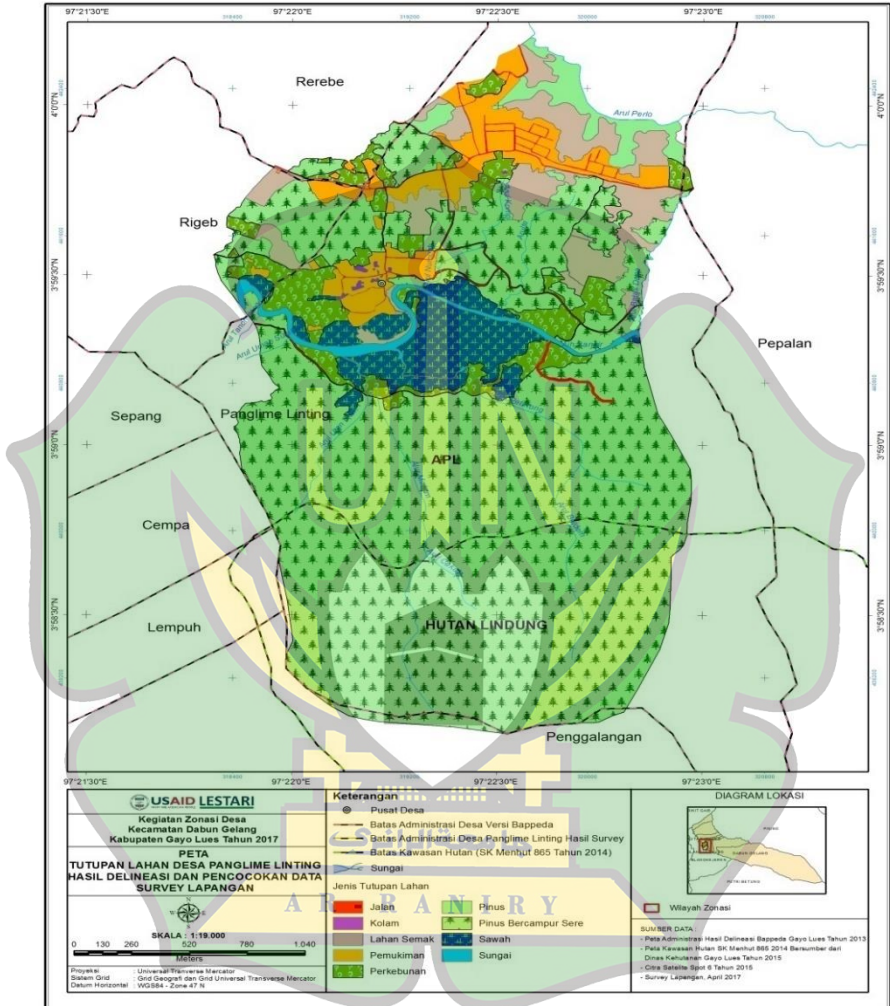 97°21'30"E 97°22'0"E 97°22'30"E 97°23'0"E
4°0'0"N
3°59'30"N
3°59'0"N
3°58'30"N
Rerebe
Arul Perlo
Rigeb
Pepalan
Sepang
Panglime Linting
APL
Cempa
Lempuh
HUTAN LINDUNG
Penggalangan
UIN
97°21'30"E 97°22'0"E 97°22'30"E 97°23'0"E
USAID LESTARI
Kegiatan Zonasi Desa
Kecamatan Dabun Gelang
Kabupaten Gayo Lues Tahun 2017
PETA
TUTUPAN LAHAN DESA PANGLIME LINTING
HASIL DELINEASI DAN PENCOCOKAN DATA
SURVEY LAPANGAN
SKALA : 1:19.000
0 130 260 520 780 1.040
Meters
Proyeksi : Universal Tranverse Mercator
Sistem Grid : Grid Geografi dan Grid Universal Transverse Mercator
Datum Horizontal : WGS84 - Zone 47 N
Keterangan
Pusat Desa
Batas Administrasi Desa Versi Bappeda
Batas Administrasi Desa Panglime Linting Hasil Survey
Batas Kawasan Hutan (SK Menhut 865 Tahun 2014)
Sungai
Jenis Tutupan Lahan
Jalan
Kolam
Lahan Semak
Pemukiman
Perkebunan
Pinus
Pinus Bercampur Sere
Sawah
Sungai
جامعة الرانري
AR-RANIRY
DIAGRAM LOKASI
Wilayah Zonasi
SUMBER DATA :
- Peta Administrasi Hasil Delineasi Bappeda Gayo Lues Tahun 2013
- Peta Kawasan Hutan SK Menhut 865 2014 Bersumber dari
Dinas Kehutanan Gayo Lues Tahun 2015
- Citra Satelite Spot 6 Tahun 2015
- Survey Lapangan, April 2017